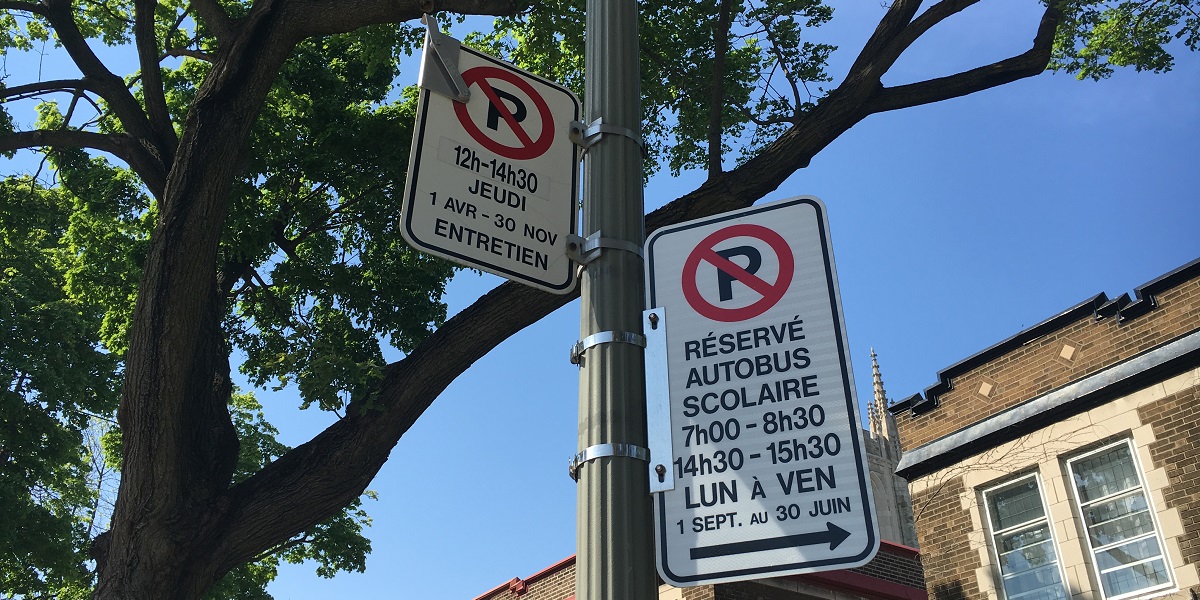 P
12h-14h30
JEUDI
1 AVR - 30 NOV
ENTRETIEN
P
RÉSERVÉ
AUTOBUS
SCOLAIRE
7h00 - 8h30
14h30 - 15h30
LUN À VEN
1 SEPT. AU 30 JUIN